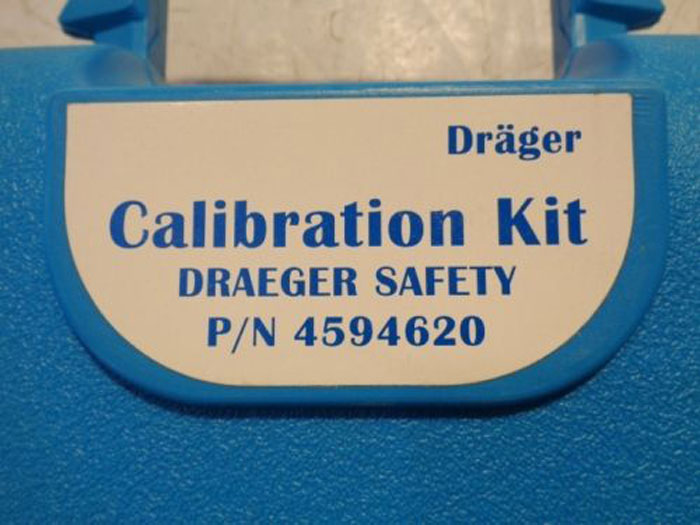 Dräger
Calibration Kit
DRAEGER SAFETY
P/N 4594620